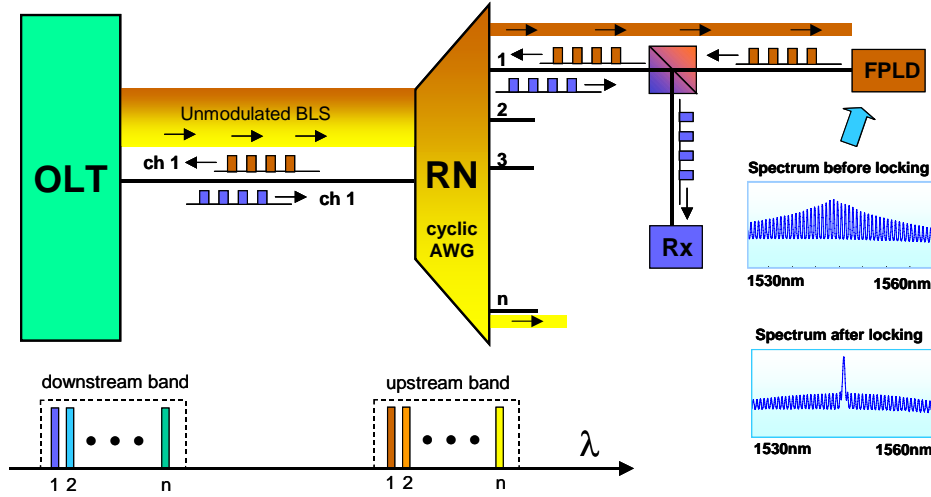 OLT
Unmodulated BLS
ch 1
ch 1
RN
cyclic
AWG
1
2
3
n
FPLD
Rx
Spectrum before locking
1530nm 1560nm
Spectrum after locking
1530nm 1560nm
downstream band
upstream band
λ
1 2 n
1 2 n